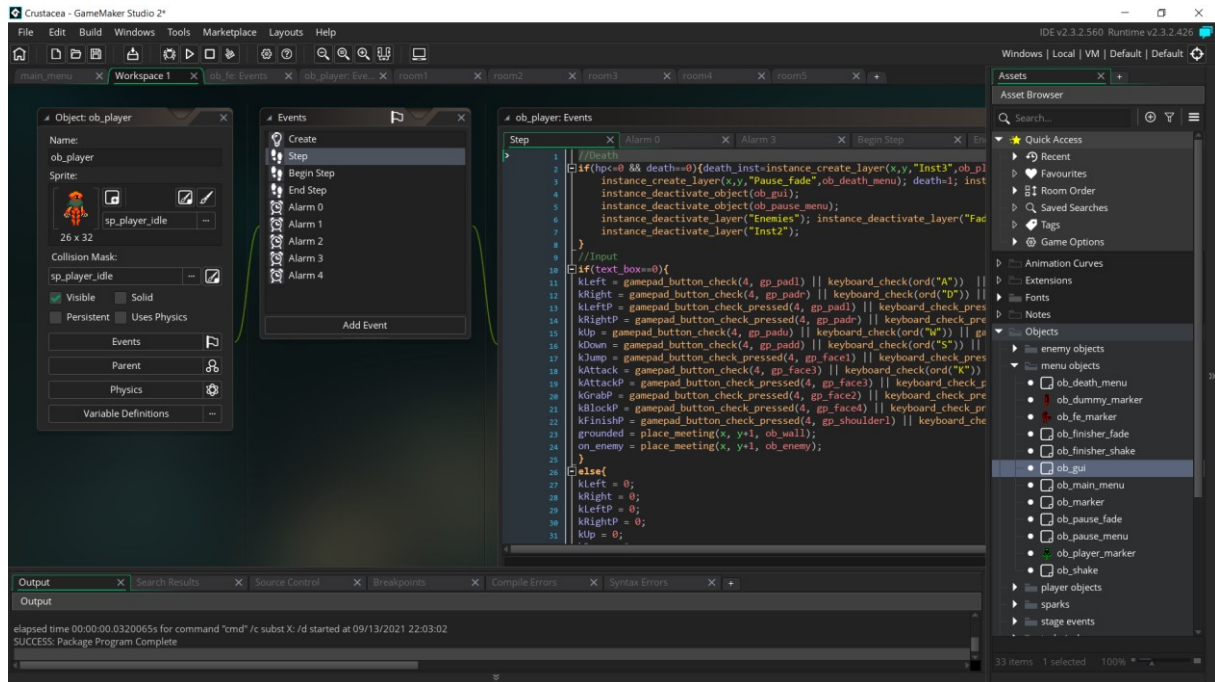 Crustacea - GameMaker Studio 2*
File Edit Build Windows Tools Marketplace Layouts Help
IDE v2.3.2.560 Runtime v2.3.2.426
Windows | Local | VM | Default | Default
main_menu Workspace 1 ob_fe: Events ob_player: Eve... room1 room2 room3 room4 room5
Assets
Asset Browser
Search...
Quick Access
Recent
Favourites
Room Order
Saved Searches
Tags
Game Options
Animation Curves
Extensions
Fonts
Notes
Objects
enemy objects
menu objects
ob_death_menu
ob_dummy_marker
ob_fe_marker
ob_finisher_fade
ob_finisher_shake
ob_gui
ob_main_menu
ob_marker
ob_pause_fade
ob_pause_menu
ob_player_marker
ob_shake
player objects
sparks
stage events
33 items 1 selected 100%
Object: ob_player
Name:
ob_player
Sprite:
sp_player_idle
26 x 32
Collision Mask:
sp_player_idle
Visible Solid
Persistent Uses Physics
Events
Parent
Physics
Variable Definitions
Events
Create
Step
Begin Step
End Step
Alarm 0
Alarm 1
Alarm 2
Alarm 3
Alarm 4
Add Event
ob_player: Events
Step Alarm 0 Alarm 3 Begin Step En
1 //Death
2 if(hp<=0 && death==0){death_inst=instance_create_layer(x,y,"Inst3",ob_pl
3 instance_create_layer(x,y,"Pause_fade",ob_death_menu); death=1; inst
4 instance_deactivate_object(ob_gui);
5 instance_deactivate_object(ob_pause_menu);
6 instance_deactivate_layer("Enemies"); instance_deactivate_layer("Fad
7 instance_deactivate_layer("Inst2");
8 }
9 //Input
10 if(text_box==0){
11 kLeft = gamepad_button_check(4, gp_padl) || keyboard_check(ord("A")) ||
12 kRight = gamepad_button_check(4, gp_padr) || keyboard_check(ord("D")) ||
13 kLeftP = gamepad_button_check_pressed(4, gp_padl) || keyboard_check_pres
14 kRightP = gamepad_button_check_pressed(4, gp_padr) || keyboard_check_pre
15 kUp = gamepad_button_check(4, gp_padu) || keyboard_check(ord("W")) || ga
16 kDown = gamepad_button_check(4, gp_padd) || keyboard_check(ord("S")) ||
17 kJump = gamepad_button_check_pressed(4, gp_face1) || keyboard_check_pres
18 kAttack = gamepad_button_check(4, gp_face3) || keyboard_check(ord("K"))
19 kAttackP = gamepad_button_check_pressed(4, gp_face3) || keyboard_check_p
20 kGrabP = gamepad_button_check_pressed(4, gp_face2) || keyboard_check_pre
21 kBlockP = gamepad_button_check_pressed(4, gp_face4) || keyboard_check_pr
22 kFinishP = gamepad_button_check_pressed(4, gp_shoulderl) || keyboard_che
23 grounded = place_meeting(x, y+1, ob_wall);
24 on_enemy = place_meeting(x, y+1, ob_enemy);
25 }
26 else{
27 kLeft = 0;
28 kRight = 0;
29 kLeftP = 0;
30 kRightP = 0;
31 kUp = 0;
Output Search Results Source Control Breakpoints Compile Errors Syntax Errors
Output
elapsed time 00:00:00.0320065s for command "cmd" /c subst X: /d started at 09/13/2021 22:03:02
SUCCESS: Package Program Complete